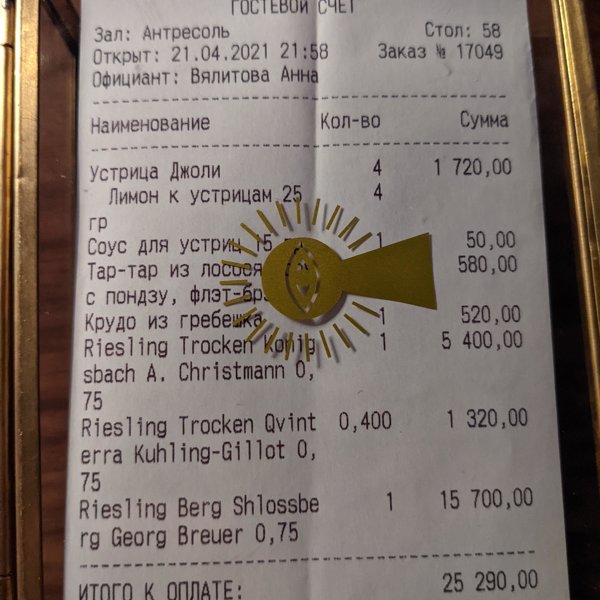 ГОСТЕВОЙ СЧЕТ
Зал: Антресоль Стол: 58
Открыт: 21.04.2021 21:58 Заказ № 17049
Официант: Вялитова Анна
Наименование Кол-во Сумма
Устрица Джоли 4 1 720,00
Лимон к устрицам 25 4
гр
Соус для устриц 15 1 50,00
Тар-тар из лосося 580,00
с пондзу,
Крудо из гребешка 1 520,00
Riesling Trocken Konig 1 5 400,00
sbach A. Christmann 0,
75
Riesling Trocken Qvint 0,400 1 320,00
erra Kuhling-Gillot 0,
75
Riesling Berg Shlossbe 1 15 700,00
rg Georg Breuer 0,75
ИТОГО К ОПЛАТЕ: 25 290,00